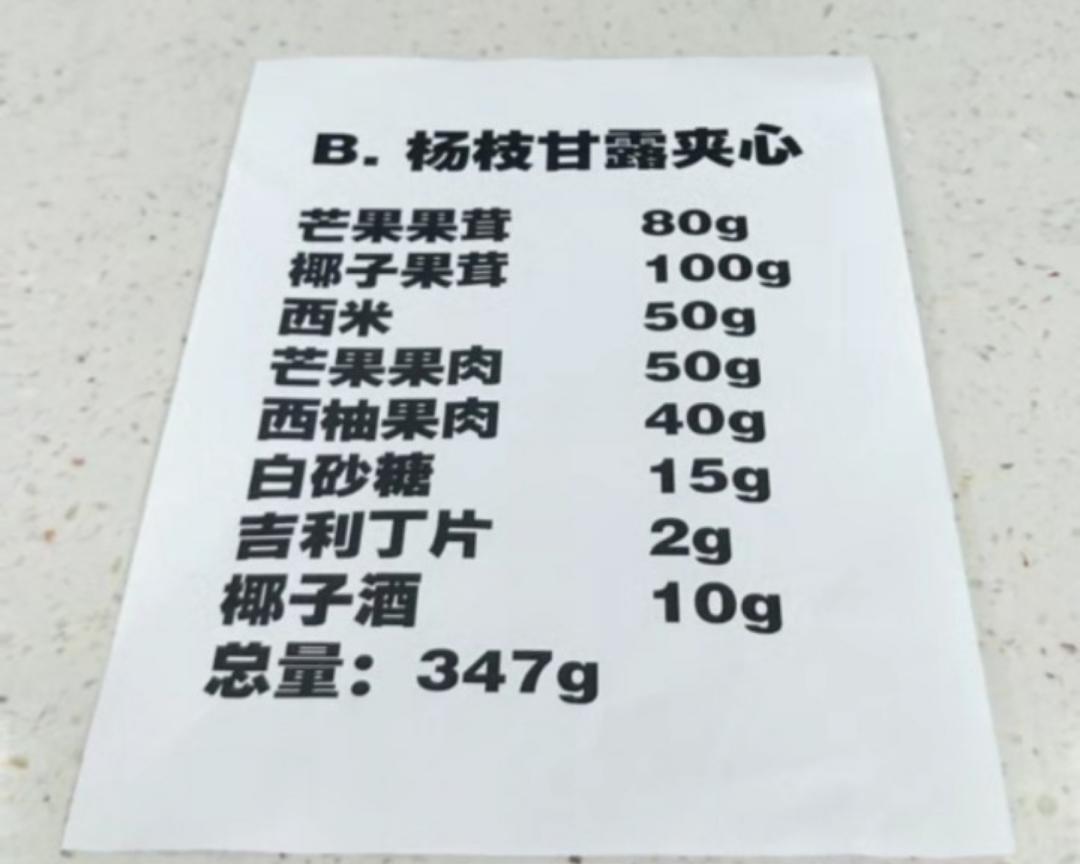 B. 杨枝甘露夹心
芒果果茸 80g
椰子果茸 100g
西米 50g
芒果果肉 50g
西柚果肉 40g
白砂糖 15g
吉利丁片 2g
椰子酒 10g
总量：347g